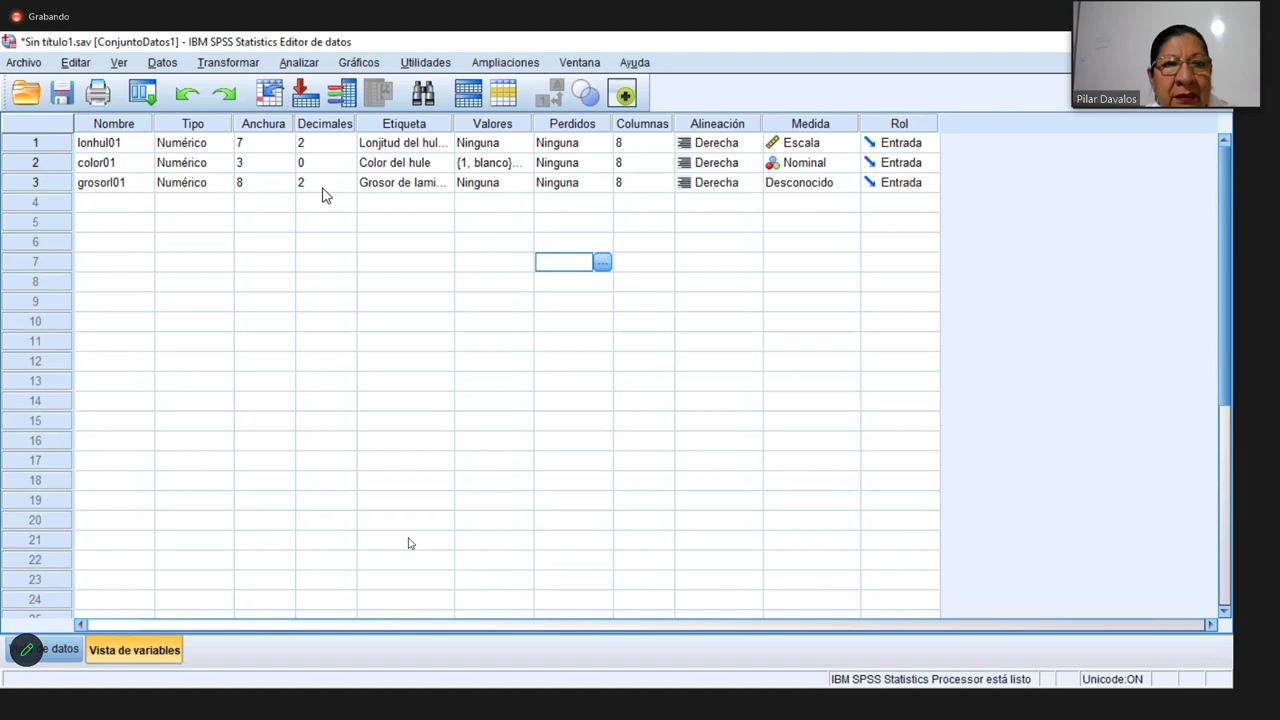 Grabando
*Sin título1.sav [ConjuntoDatos1] - IBM SPSS Statistics Editor de datos
Archivo Editar Ver Datos Transformar Analizar Gráficos Utilidades Ampliaciones Ventana Ayuda
Pilar Davalos
Nombre Tipo Anchura Decimales Etiqueta Valores Perdidos Columnas Alineación Medida Rol
1 lonhul01 Numérico 7 2 Lonjitud del hul... Ninguna Ninguna 8 Derecha Escala Entrada
2 color01 Numérico 3 0 Color del hule {1, blanco}... Ninguna 8 Derecha Nominal Entrada
3 grosorl01 Numérico 8 2 Grosor de lami... Ninguna Ninguna 8 Derecha Desconocido Entrada
4
5
6
7 ...
8
9
10
11
12
13
14
15
16
17
18
19
20
21
22
23
24
de datos Vista de variables
IBM SPSS Statistics Processor está listo Unicode:ON